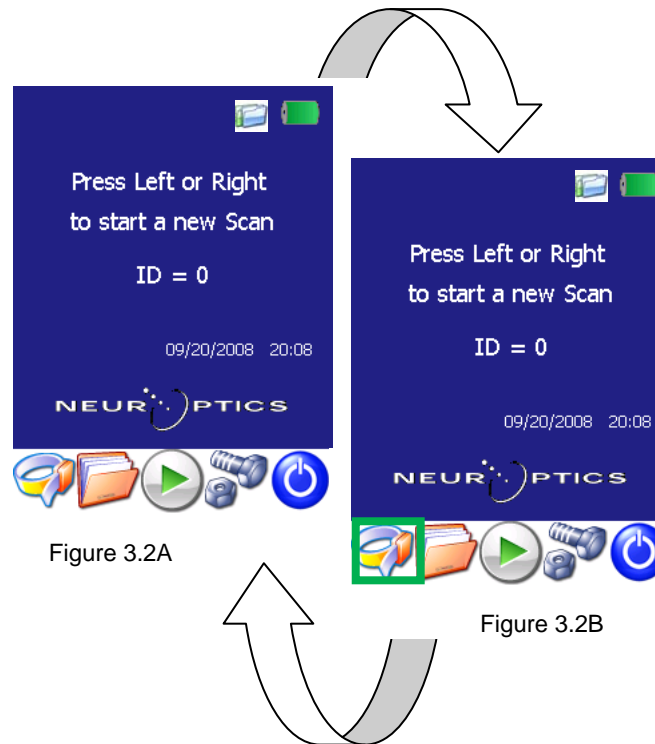 Press Left or Right
to start a new Scan
ID = 0
09/20/2008 20:08
NEUROPTICS
Figure 3.2A
Press Left or Right
to start a new Scan
ID = 0
09/20/2008 20:08
NEUROPTICS
Figure 3.2B